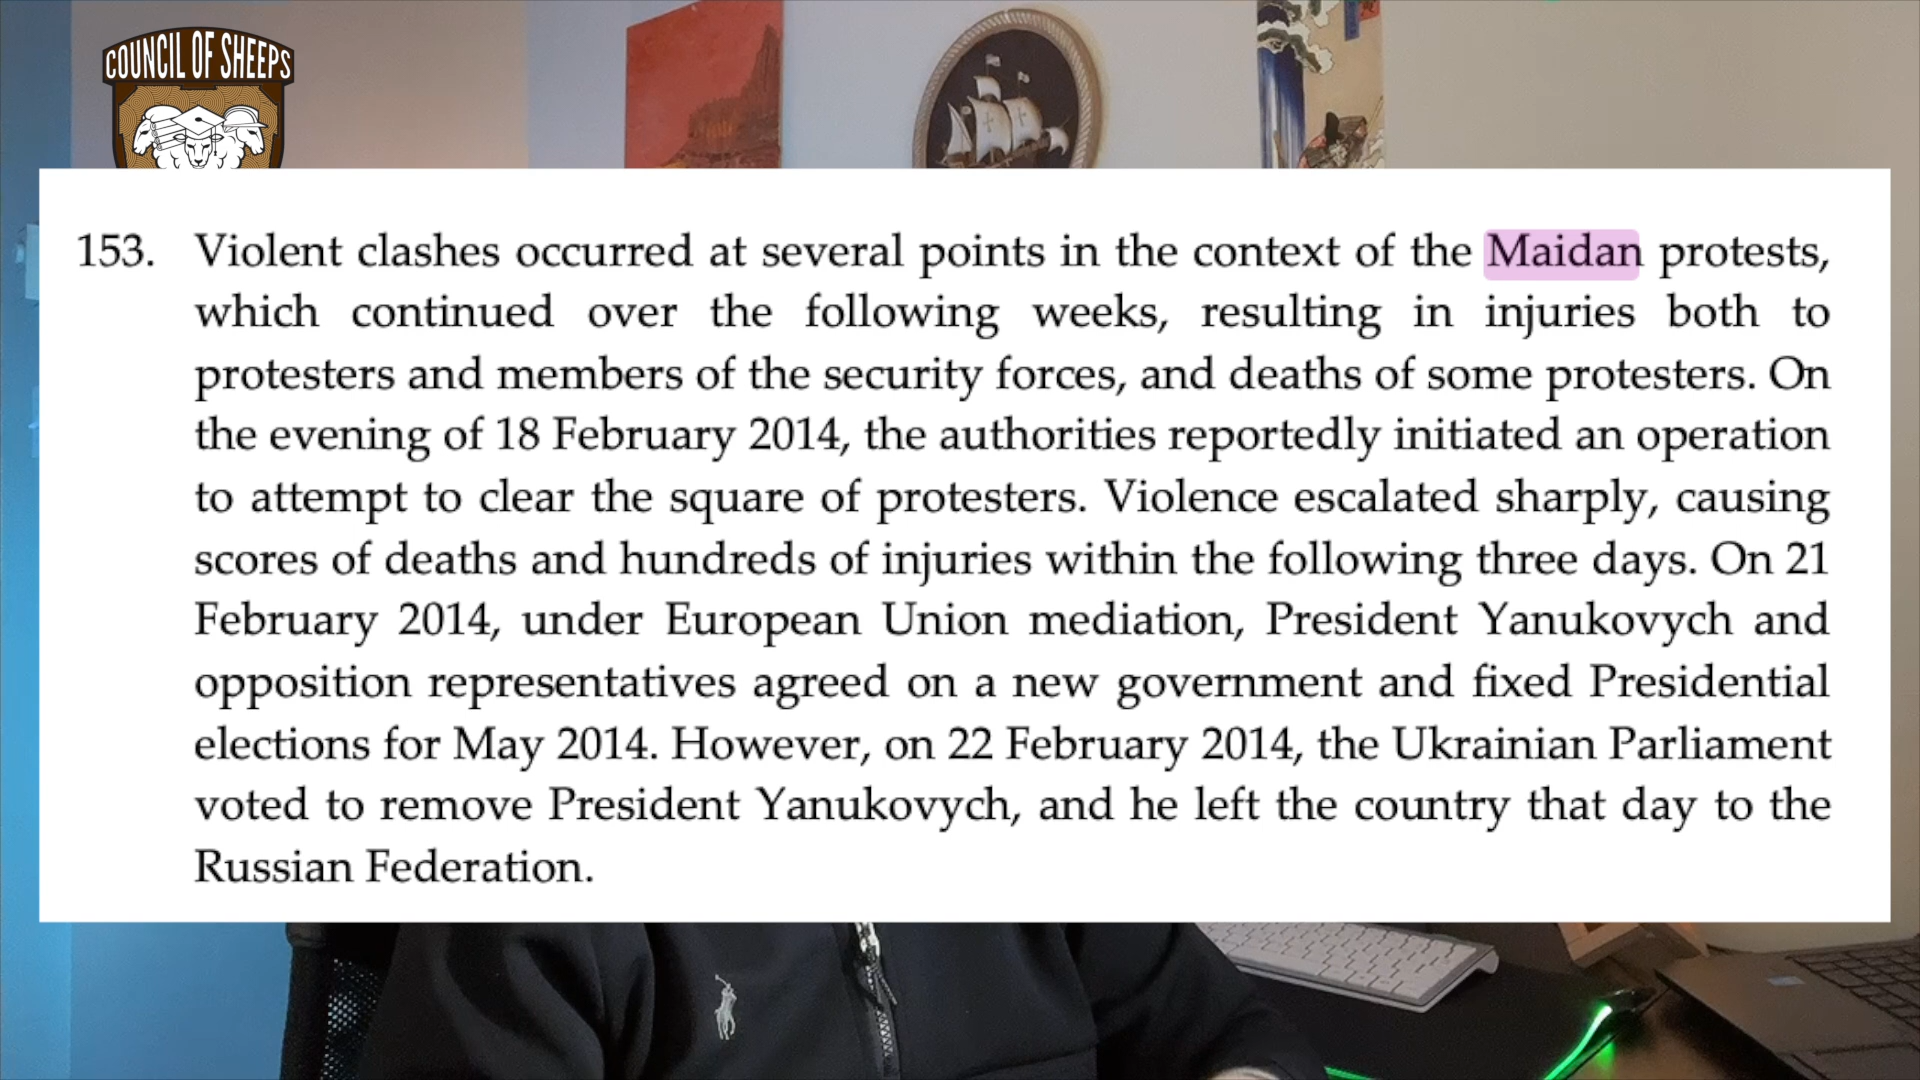 COUNCIL OF SHEEPS
153. Violent clashes occurred at several points in the context of the Maidan protests,
which continued over the following weeks, resulting in injuries both to
protesters and members of the security forces, and deaths of some protesters. On
the evening of 18 February 2014, the authorities reportedly initiated an operation
to attempt to clear the square of protesters. Violence escalated sharply, causing
scores of deaths and hundreds of injuries within the following three days. On 21
February 2014, under European Union mediation, President Yanukovych and
opposition representatives agreed on a new government and fixed Presidential
elections for May 2014. However, on 22 February 2014, the Ukrainian Parliament
voted to remove President Yanukovych, and he left the country that day to the
Russian Federation.